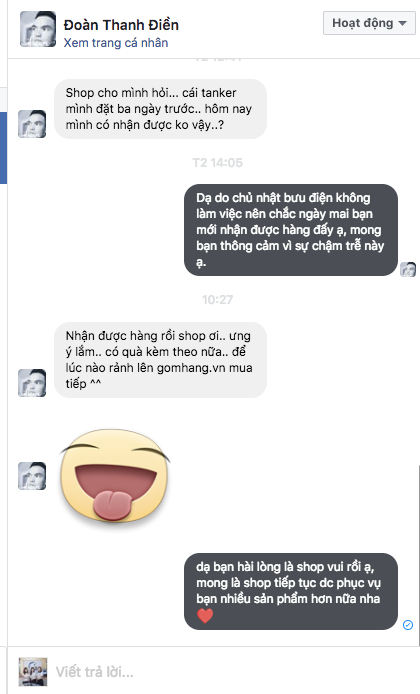 Đoàn Thanh Điền
Xem trang cá nhân
Hoạt động
Shop cho mình hỏi... cái tanker
mình đặt ba ngày trước.. hôm nay
mình có nhận được ko vậy..?
T2 14:05
Dạ do chủ nhật bưu điện không
làm việc nên chắc ngày mai bạn
mới nhận được hàng đấy ạ, mong
bạn thông cảm vì sự chậm trễ này
ạ.
10:27
Nhận được hàng rồi shop ơi.. ưng
ý lắm.. có quà kèm theo nữa.. để
lúc nào rảnh lên gomhang.vn mua
tiếp ^^
dạ bạn hài lòng là shop vui rồi ạ,
mong là shop tiếp tục dc phục vụ
bạn nhiều sản phẩm hơn nữa nha
Viết trả lời...